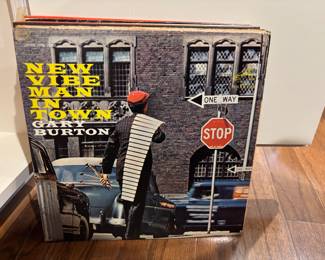 NEW
VIBE
MAN
IN
TOWN
GARY
BURTON
ONE WAY
STOP